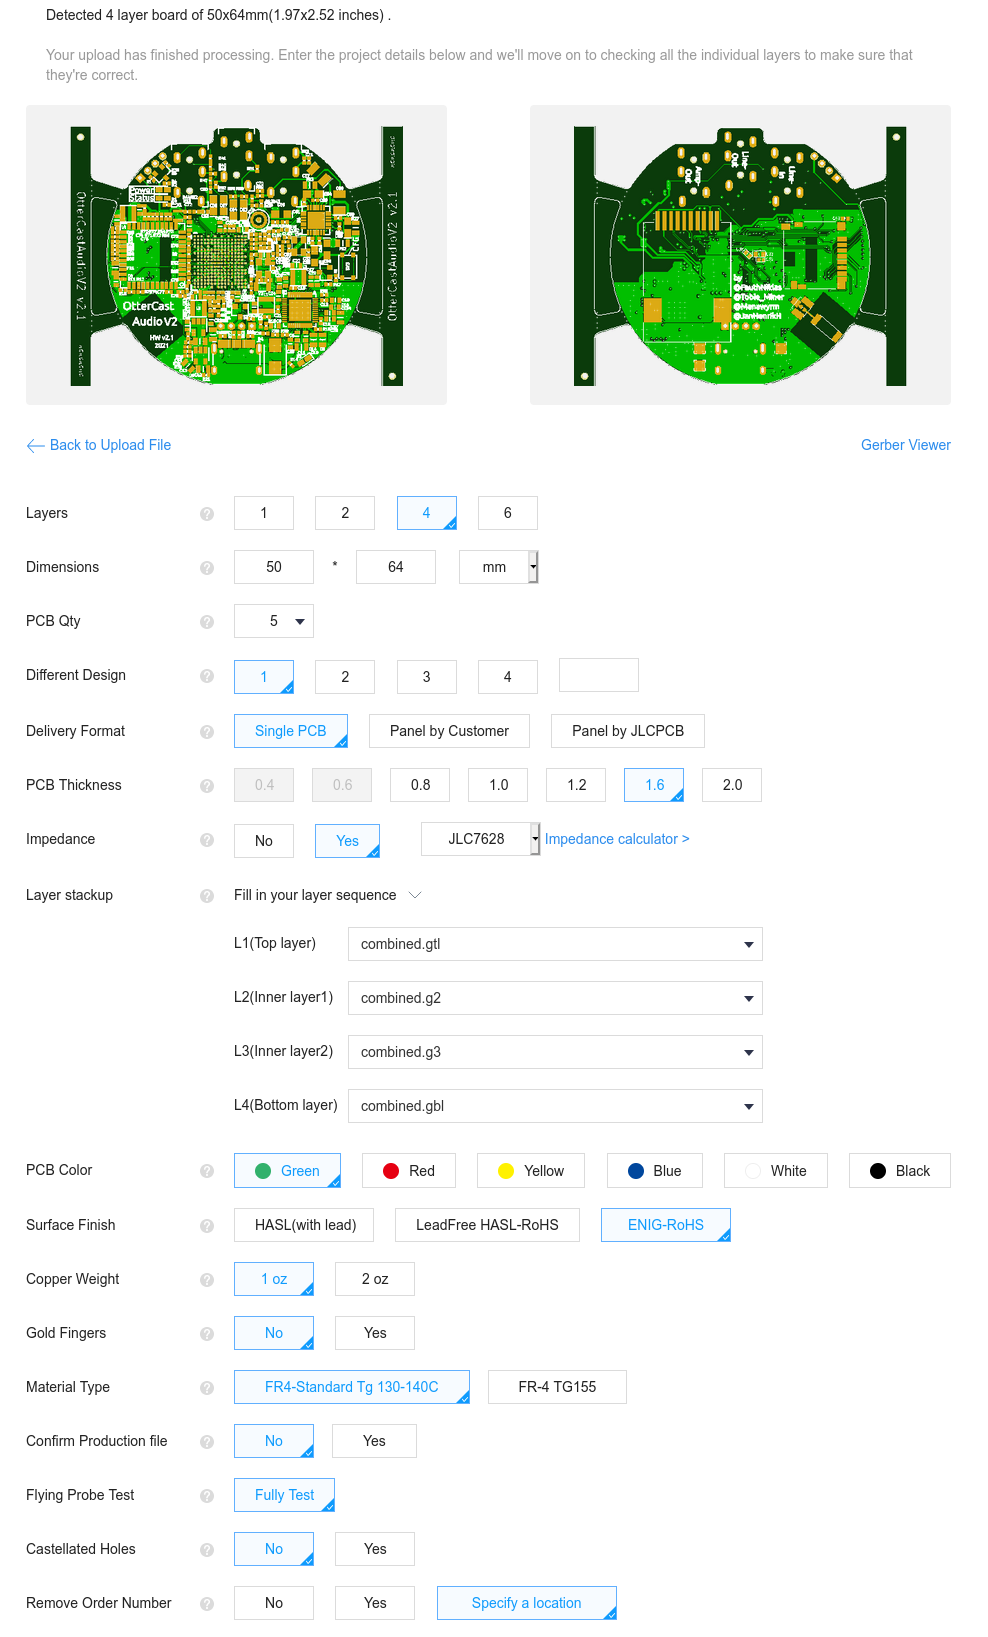 Detected 4 layer board of 50x64mm(1.97x2.52 inches) .
Your upload has finished processing. Enter the project details below and we'll move on to checking all the individual layers to make sure that
they're correct.
OtterCastAudioV2 v2.1
Power
Status
OtterCast
AudioV2
HW v2.1
2021
OtterCastAudioV2 v2.1
Line-
Out
Line-
In
by
@Tobie_Miner
@Manawyrm
@JanHenrikH
← Back to Upload File
Gerber Viewer
Layers ? 1 2 4 6
Dimensions ? 50 * 64 mm
PCB Qty ? 5
Different Design ? 1 2 3 4
Delivery Format ? Single PCB Panel by Customer Panel by JLCPCB
PCB Thickness ? 0.4 0.6 0.8 1.0 1.2 1.6 2.0
Impedance ? No Yes JLC7628 Impedance calculator >
Layer stackup ? Fill in your layer sequence
L1(Top layer) combined.gtl
L2(Inner layer1) combined.g2
L3(Inner layer2) combined.g3
L4(Bottom layer) combined.gbl
PCB Color ? Green Red Yellow Blue White Black
Surface Finish ? HASL(with lead) LeadFree HASL-RoHS ENIG-RoHS
Copper Weight ? 1 oz 2 oz
Gold Fingers ? No Yes
Material Type ? FR4-Standard Tg 130-140C FR-4 TG155
Confirm Production file ? No Yes
Flying Probe Test ? Fully Test
Castellated Holes ? No Yes
Remove Order Number ? No Yes Specify a location